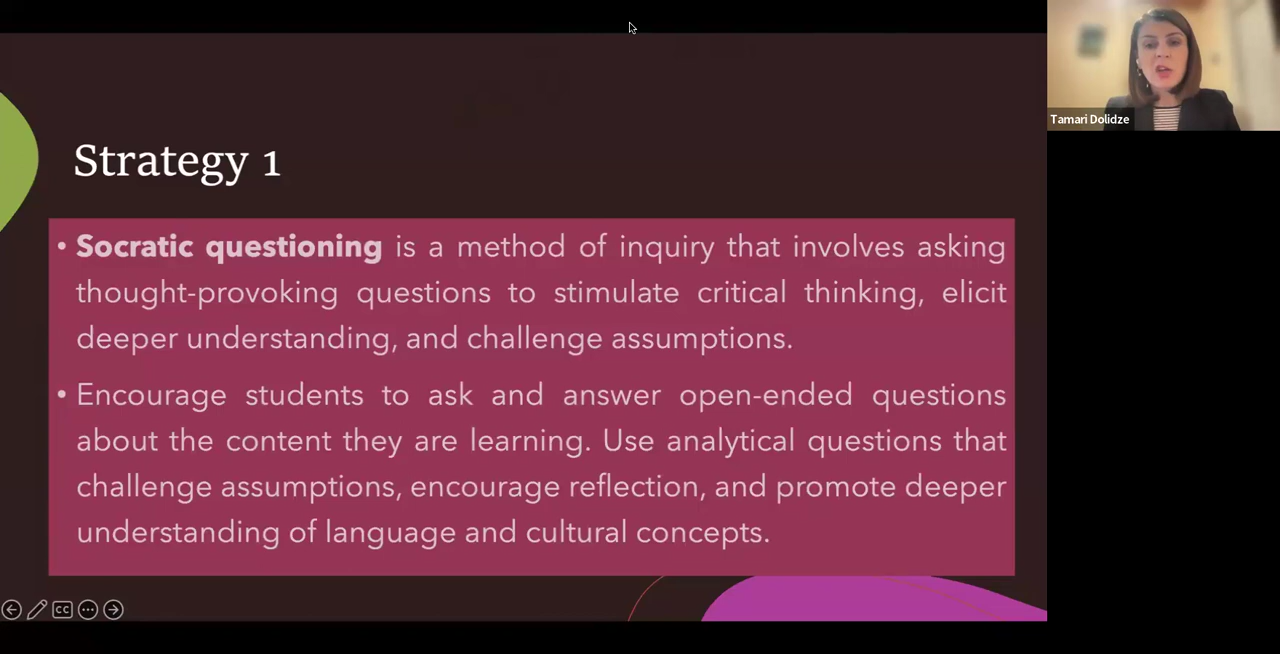 Strategy 1
• Socratic questioning is a method of inquiry that involves asking
thought-provoking questions to stimulate critical thinking, elicit
deeper understanding, and challenge assumptions.
• Encourage students to ask and answer open-ended questions
about the content they are learning. Use analytical questions that
challenge assumptions, encourage reflection, and promote deeper
understanding of language and cultural concepts.
CC
Tamari Dolidze